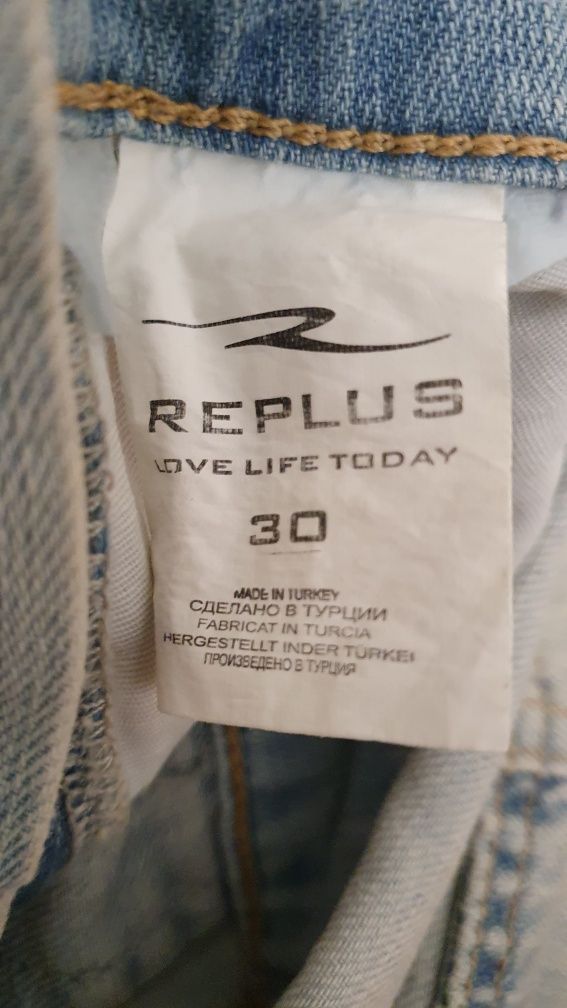 REPLUS
LOVE LIFE TODAY
30
MADE IN TURKEY
СДЕЛАНО В ТУРЦИИ
FABRICAT IN TURCIA
HERGESTELLT INDER TÜRKEI
ПРОИЗВЕДЕНО В ТУРЦИЯ